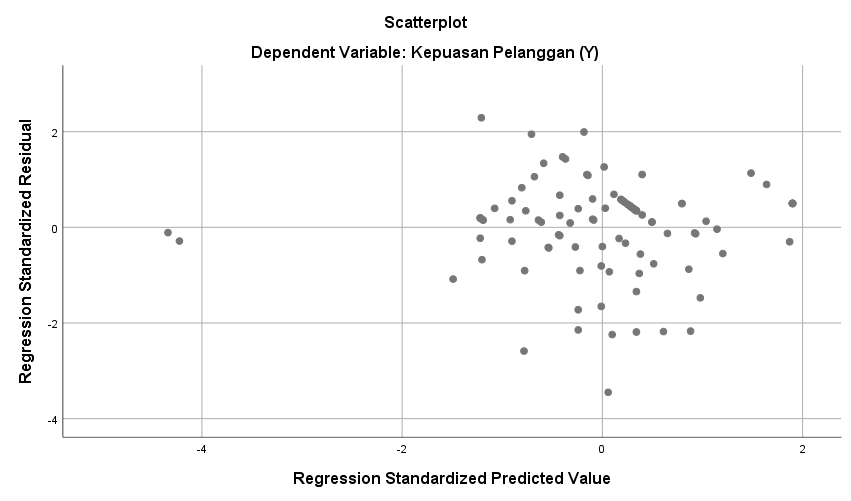 Scatterplot
Dependent Variable: Kepuasan Pelanggan (Y)
Regression Standardized Residual
2
0
-2
-4
-4
-2
0
2
Regression Standardized Predicted Value